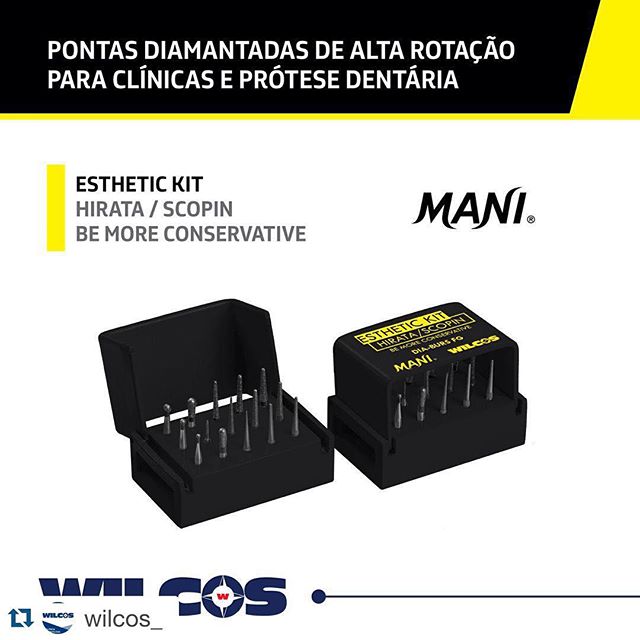 PONTAS DIAMANTADAS DE ALTA ROTAÇÃO
PARA CLÍNICAS E PRÓTESE DENTÁRIA
ESTHETIC KIT
HIRATA / SCOPIN
BE MORE CONSERVATIVE
MANI®
ESTHETIC KIT
HIRATA/SCOPIN
BE MORE CONSERVATIVE
DIA-BURS FG
MANI. WILCOS
WILCOS
W
WILCOS wilcos_